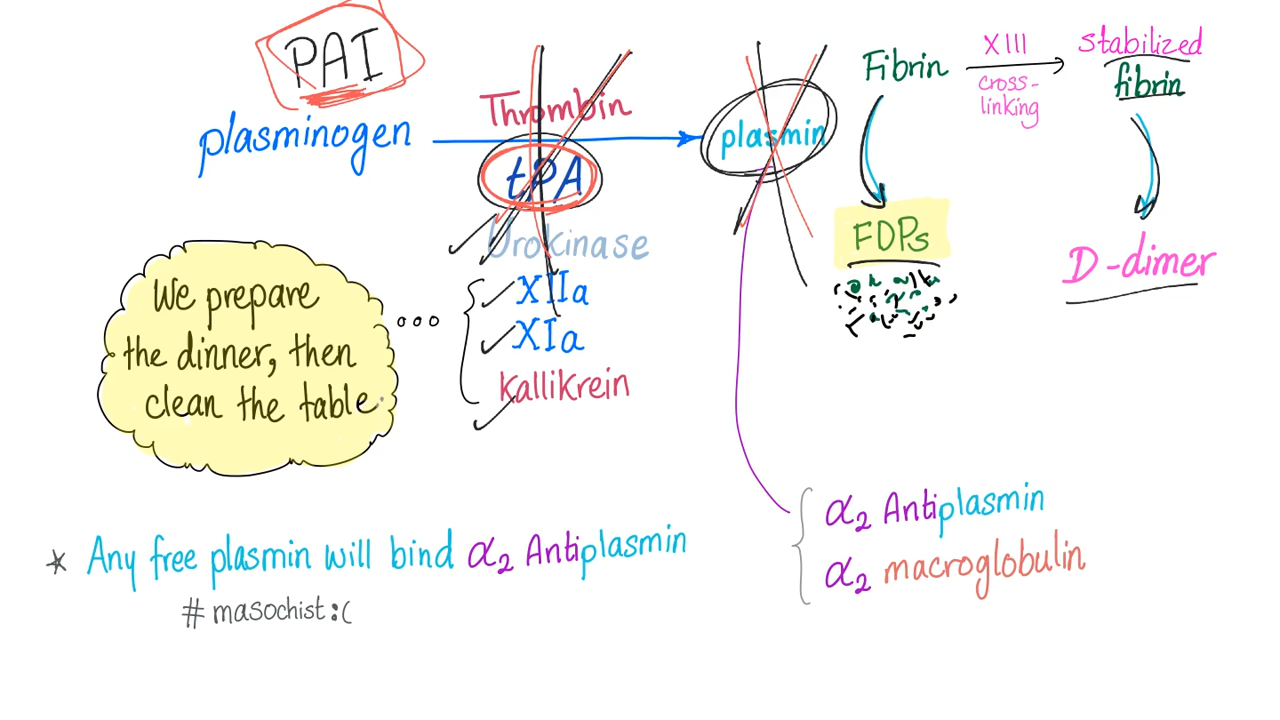 PAI
plasminogen
Thrombin
tPA
Urokinase
XIIa
XIa
Kallikrein
plasmin
Fibrin
XIII
cross-
linking
stabilized
fibrin
FDPs
D-dimer
We prepare
the dinner, then
clean the table
...
α2 Antiplasmin
α2 macroglobulin
* Any free plasmin will bind α2 Antiplasmin
# masochist :(